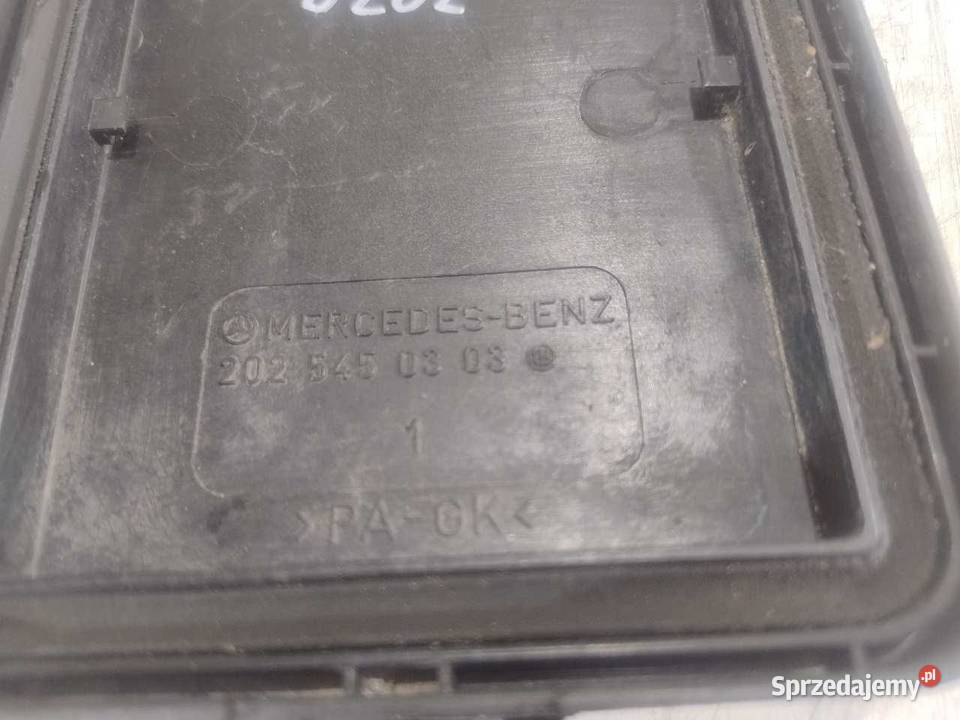 MERCEDES-BENZ
202 545 03 03
1
>PA-GK<
Sprzedajemy.pl